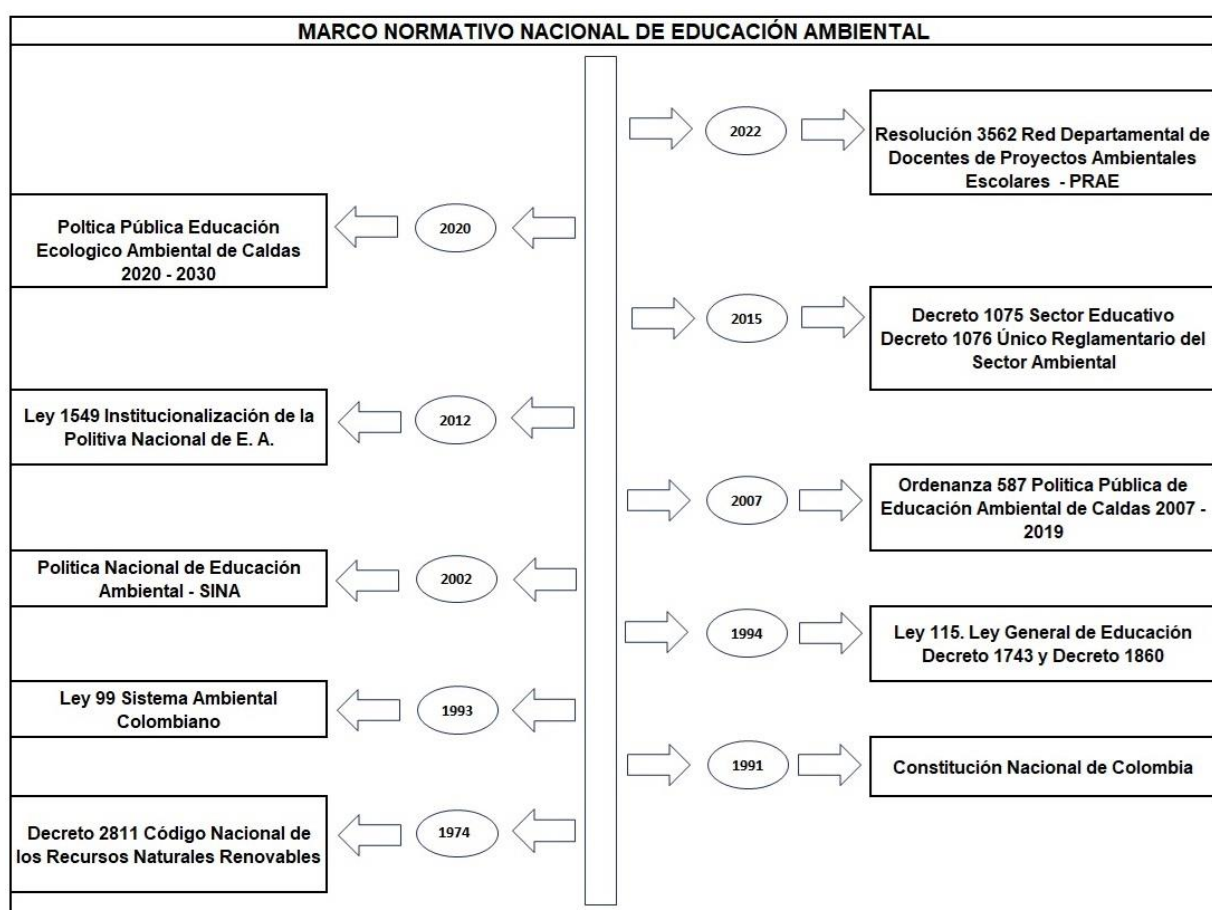 MARCO NORMATIVO NACIONAL DE EDUCACIÓN AMBIENTAL
2022
Resolución 3562 Red Departamental de
Docentes de Proyectos Ambientales
Escolares - PRAE
Poltica Pública Educación
Ecologico Ambiental de Caldas
2020 - 2030
2020
2015
Decreto 1075 Sector Educativo
Decreto 1076 Único Reglamentario del
Sector Ambiental
Ley 1549 Institucionalización de la
Politiva Nacional de E. A.
2012
2007
Ordenanza 587 Politica Pública de
Educación Ambiental de Caldas 2007 -
2019
Politica Nacional de Educación
Ambiental - SINA
2002
1994
Ley 115. Ley General de Educación
Decreto 1743 y Decreto 1860
Ley 99 Sistema Ambiental
Colombiano
1993
1991
Constitución Nacional de Colombia
Decreto 2811 Código Nacional de
los Recursos Naturales Renovables
1974